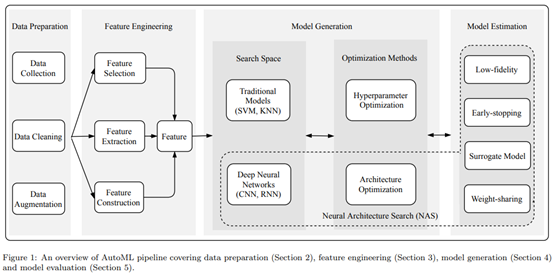 Data Preparation
Feature Engineering
Model Generation
Model Estimation
Data
Collection
Data Cleaning
Data
Augmentation
Feature
Selection
Feature
Extraction
Feature
Construction
Feature
Search Space
Traditional
Models
(SVM, KNN)
Deep Neural
Networks
(CNN, RNN)
Optimization Methods
Hyperparameter
Optimization
Architecture
Optimization
Neural Architecture Search (NAS)
Low-fidelity
Early-stopping
Surrogate Model
Weight-sharing
Figure 1: An overview of AutoML pipeline covering data preparation (Section 2), feature engineering (Section 3), model generation (Section 4)
and model evaluation (Section 5).